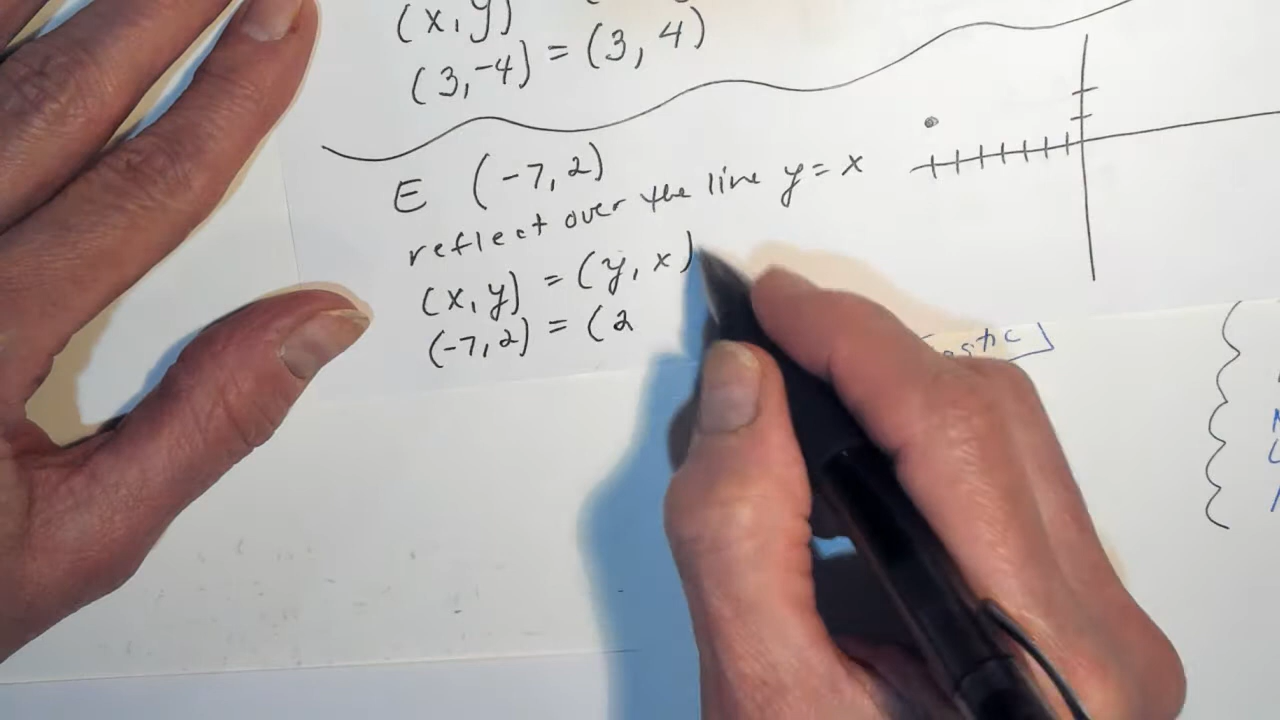 (x, y)
(3, -4) = (3, 4)
E (-7, 2)
reflect over the line y = x
(x, y) = (y, x)
(-7, 2) = (2